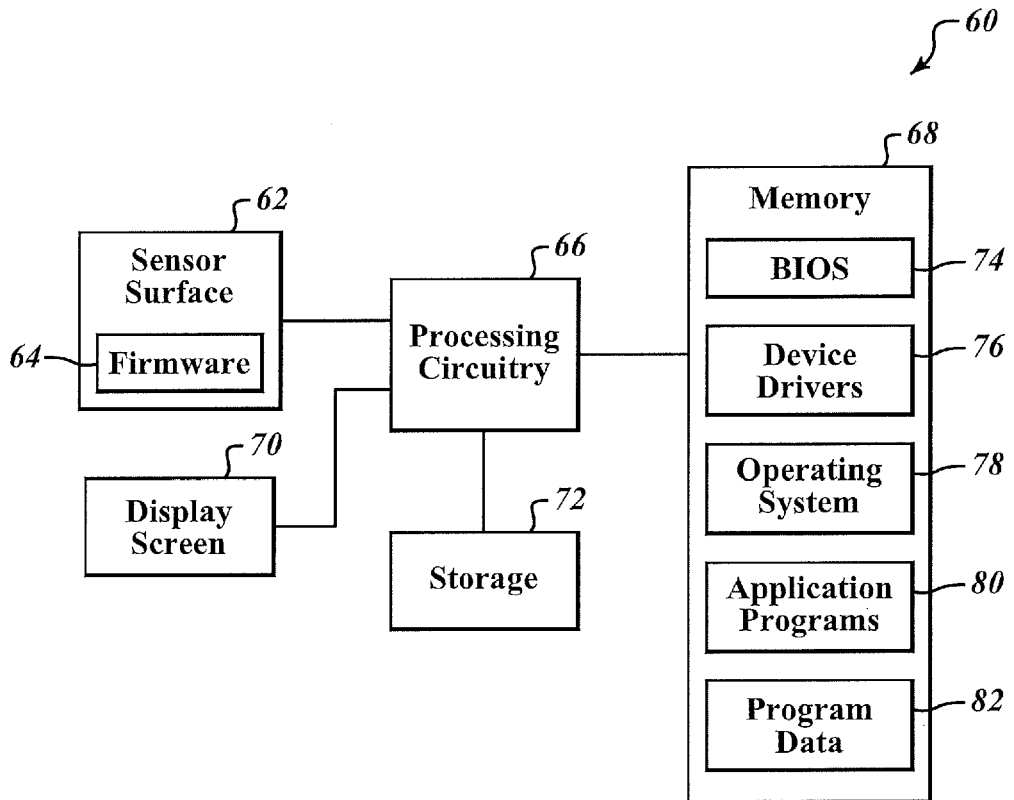 60
68
Memory
62
Sensor
Surface
66
BIOS
74
Processing
Circuitry
64
Firmware
Device
Drivers
76
70
Display
Screen
72
Storage
Operating
System
78
Application
Programs
80
Program
Data
82